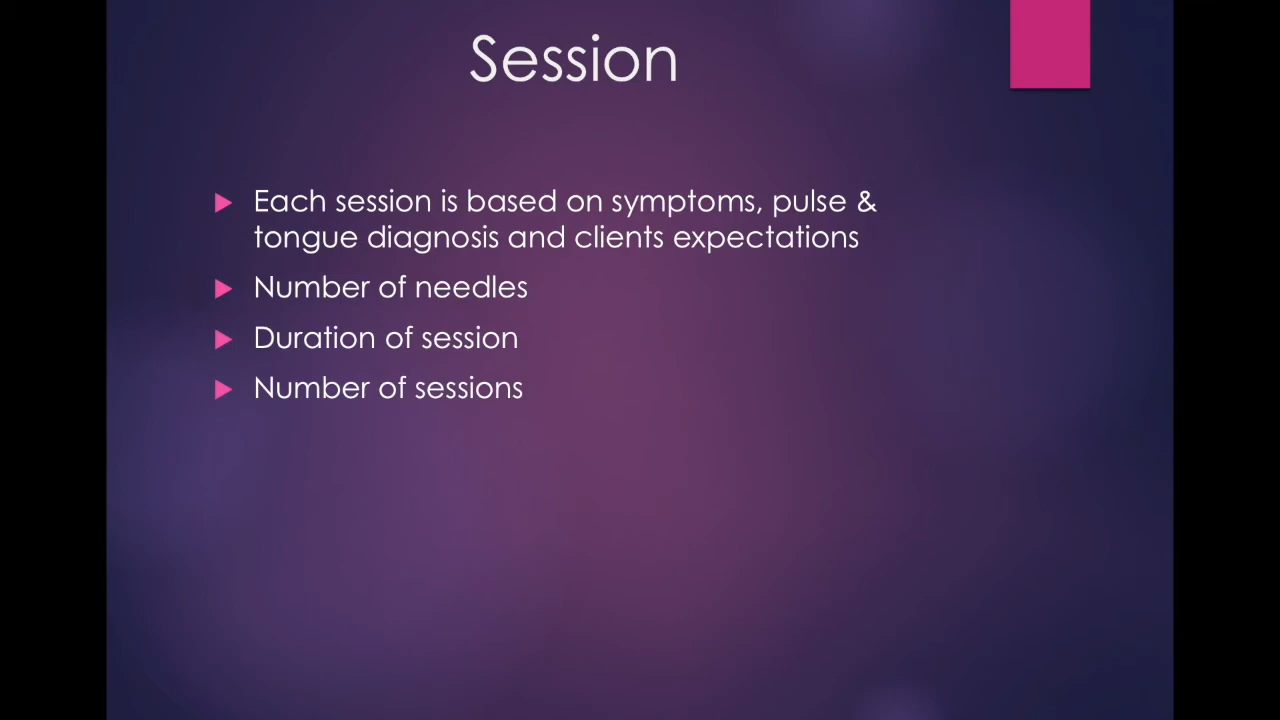 Session
Each session is based on symptoms, pulse &
tongue diagnosis and clients expectations
Number of needles
Duration of session
Number of sessions